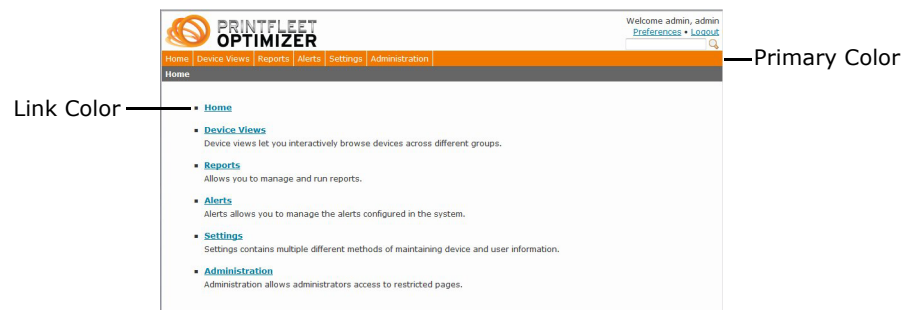 PRINTFLEET
OPTIMIZER
Welcome admin, admin
Preferences • Logout
Home Device Views Reports Alerts Settings Administration
Primary Color
Home
Link Color
Home
Device Views
Device views let you interactively browse devices across different groups.
Reports
Allows you to manage and run reports.
Alerts
Alerts allows you to manage the alerts configured in the system.
Settings
Settings contains multiple different methods of maintaining device and user information.
Administration
Administration allows administrators access to restricted pages.